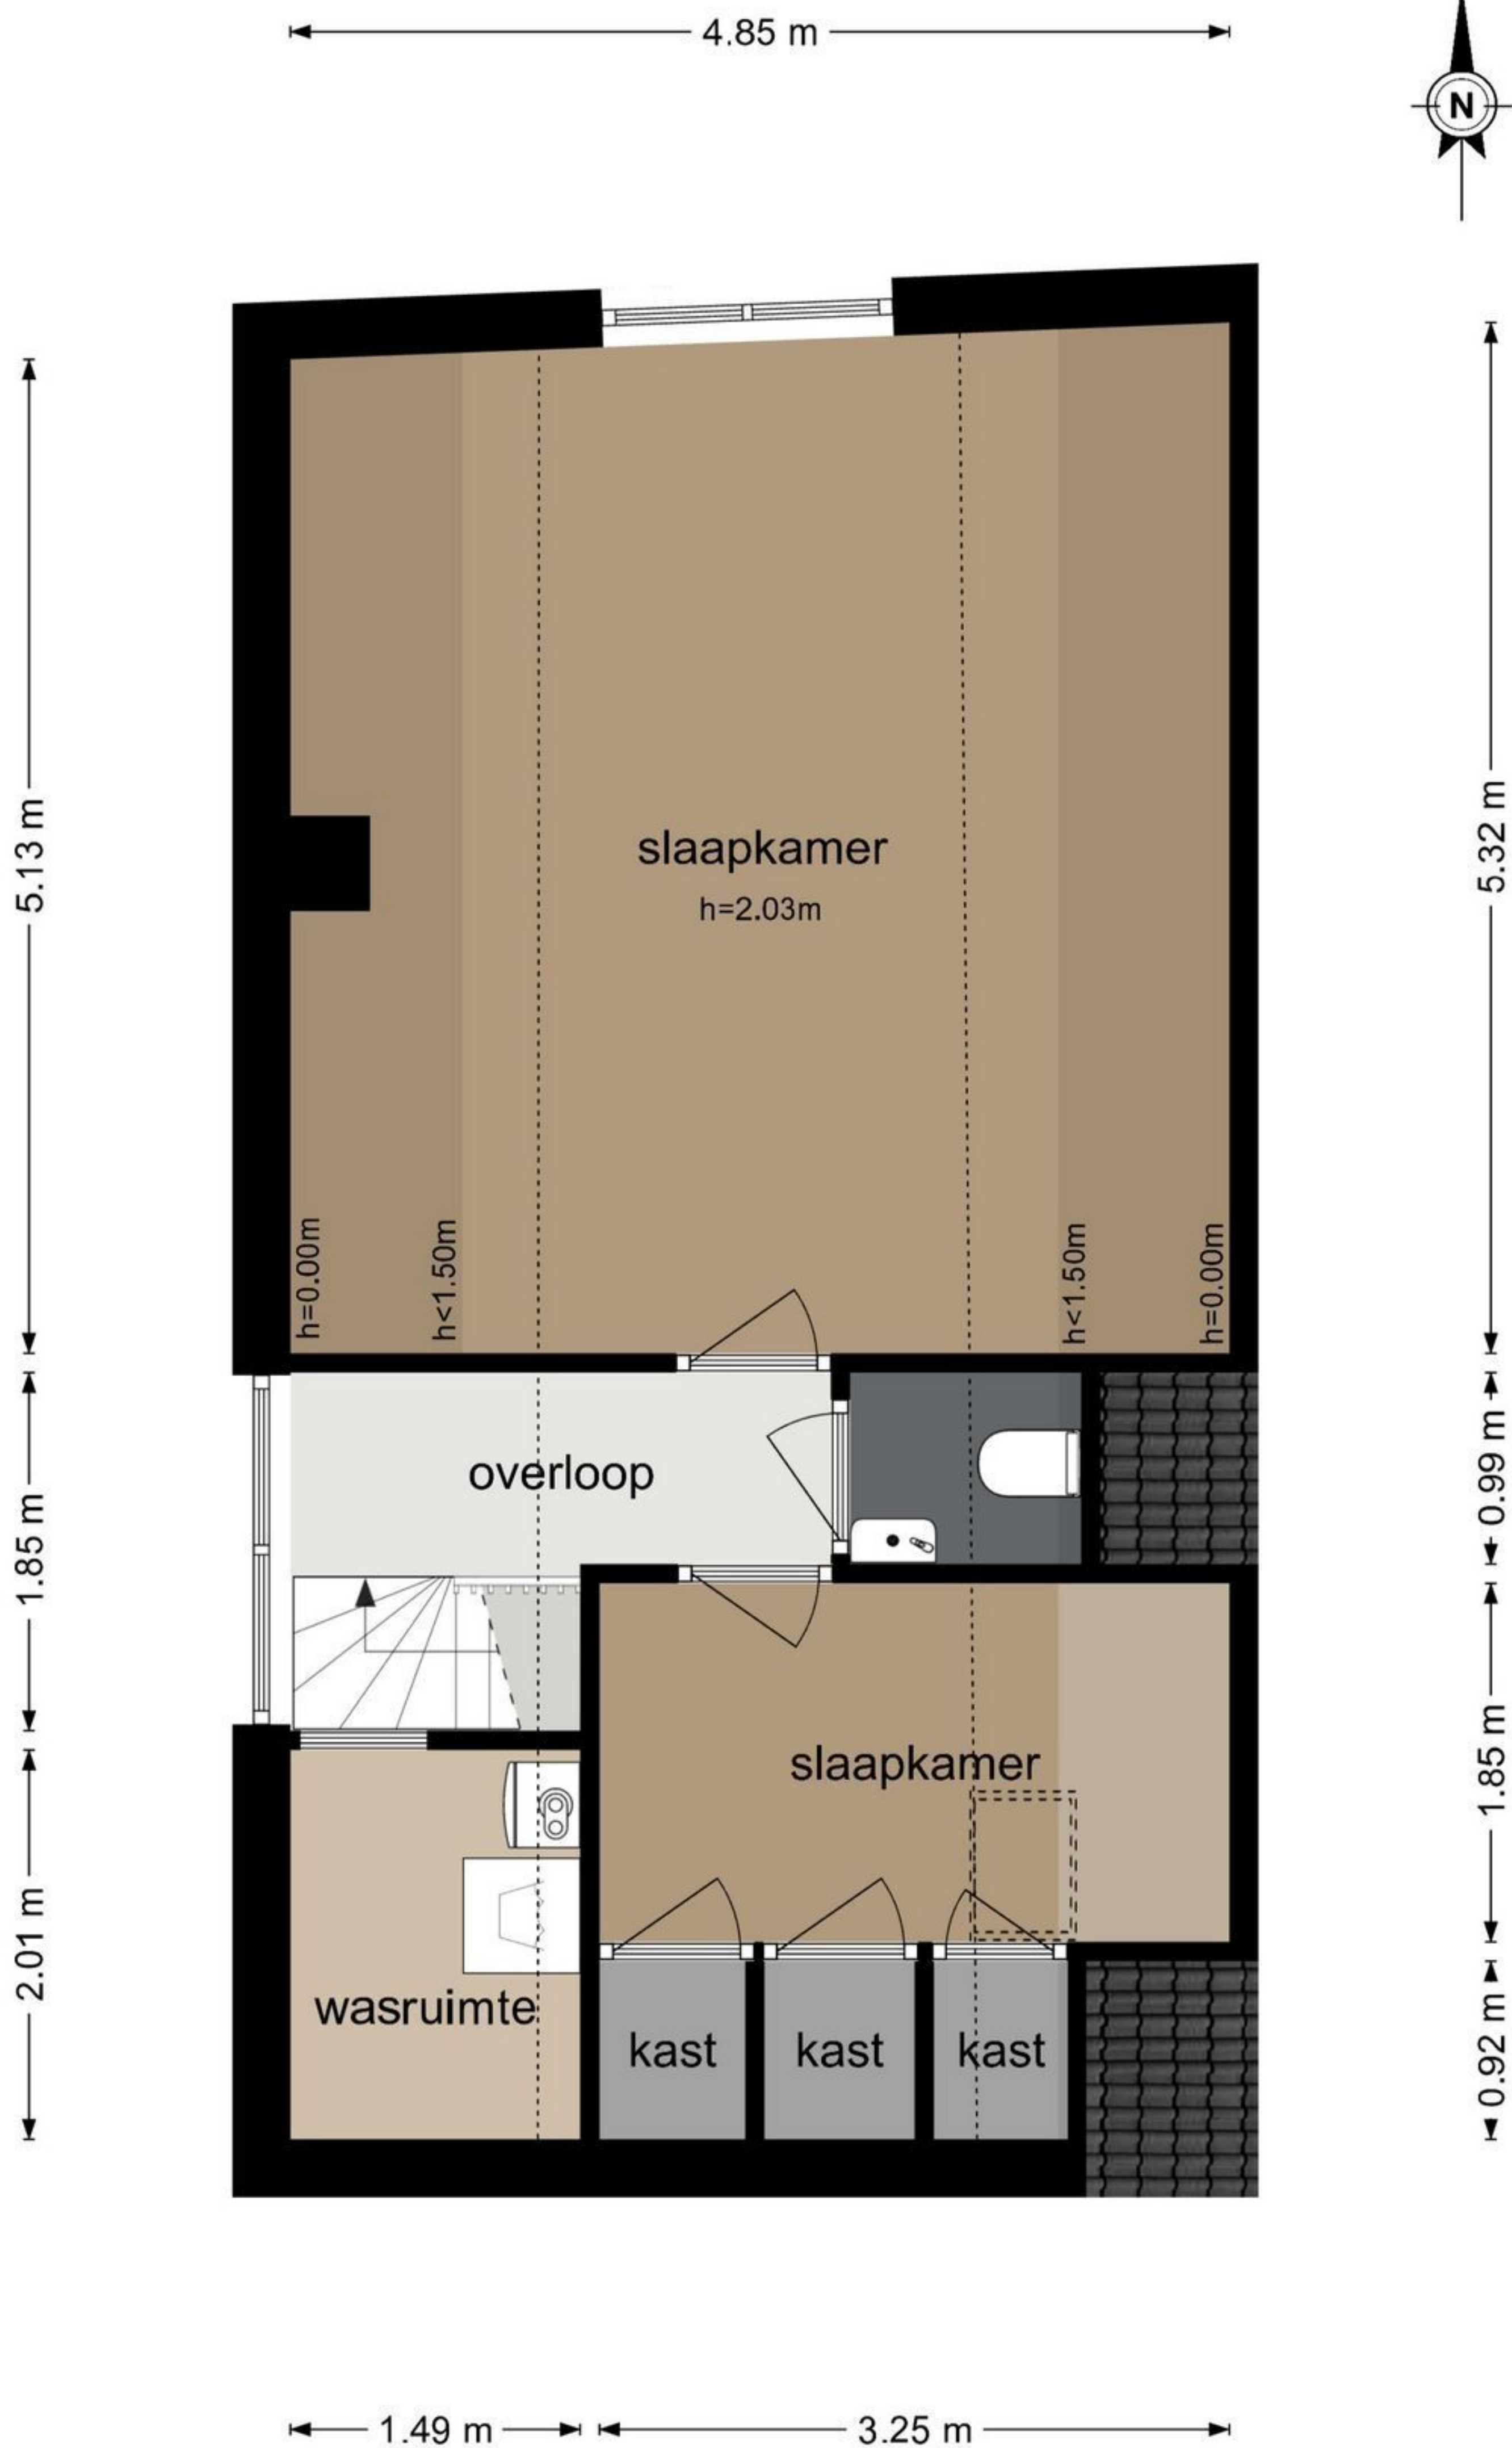 4.85 m
N
5.13 m
5.32 m
slaapkamer
h=2.03m
h=0.00m
h<1.50m
h<1.50m
h=0.00m
overloop
1.85 m
0.99 m
slaapkamer
1.85 m
2.01 m
wasruimte
kast
kast
kast
0.92 m
1.49 m
3.25 m